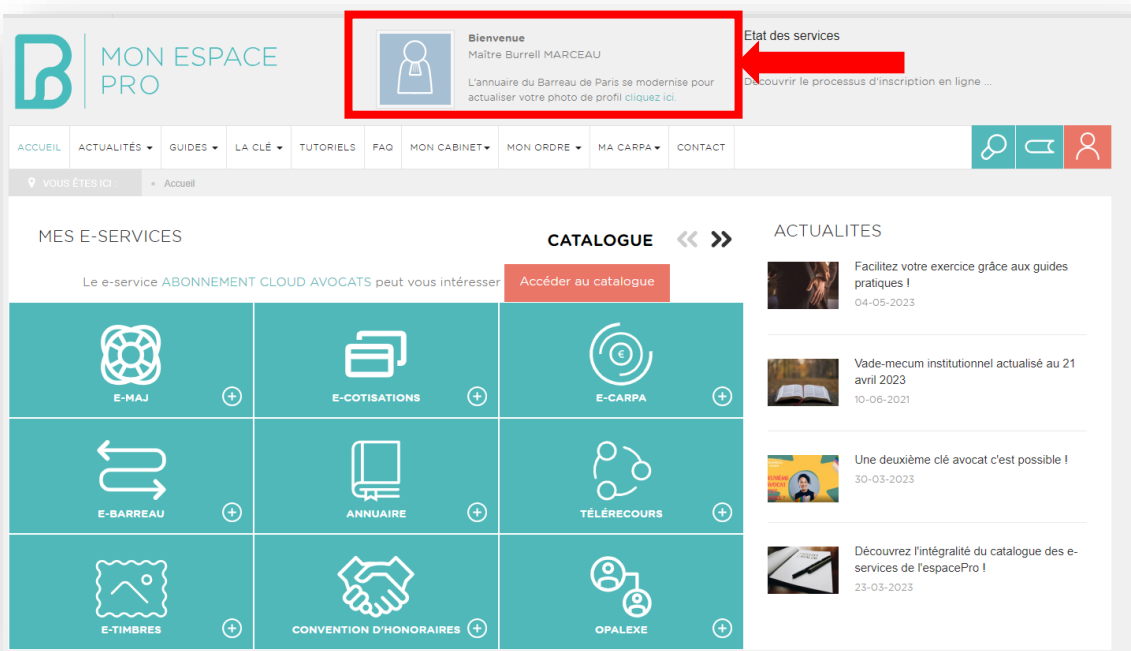 MON ESPACE
PRO
Bienvenue
Maître Burrell MARCEAU
L'annuaire du Barreau de Paris se modernise pour
actualiser votre photo de profil cliquez ici.
Etat des services
Découvrir le processus d'inscription en ligne ...
ACCUEIL ACTUALITÉS GUIDES LA CLÉ TUTORIELS FAQ MON CABINET MON ORDRE MA CARPA CONTACT
VOUS ÊTES ICI : » Accueil
MES E-SERVICES
CATALOGUE
Le e-service ABONNEMENT CLOUD AVOCATS peut vous intéresser Accéder au catalogue
E-MAJ
E-COTISATIONS
E-CARPA
E-BARREAU
ANNUAIRE
TÉLÉRECOURS
E-TIMBRES
CONVENTION D'HONORAIRES
OPALEXE
ACTUALITES
Facilitez votre exercice grâce aux guides
pratiques !
04-05-2023
Vade-mecum institutionnel actualisé au 21
avril 2023
10-06-2021
Une deuxième clé avocat c'est possible !
30-03-2023
Découvrez l'intégralité du catalogue des e-
services de l'espacePro !
23-03-2023